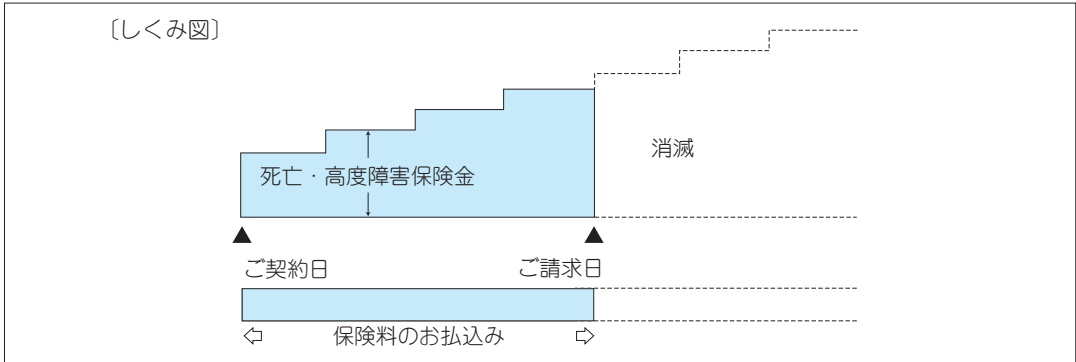 〔しくみ図〕
消滅
死亡・高度障害保険金
ご契約日
ご請求日
保険料のお払込み